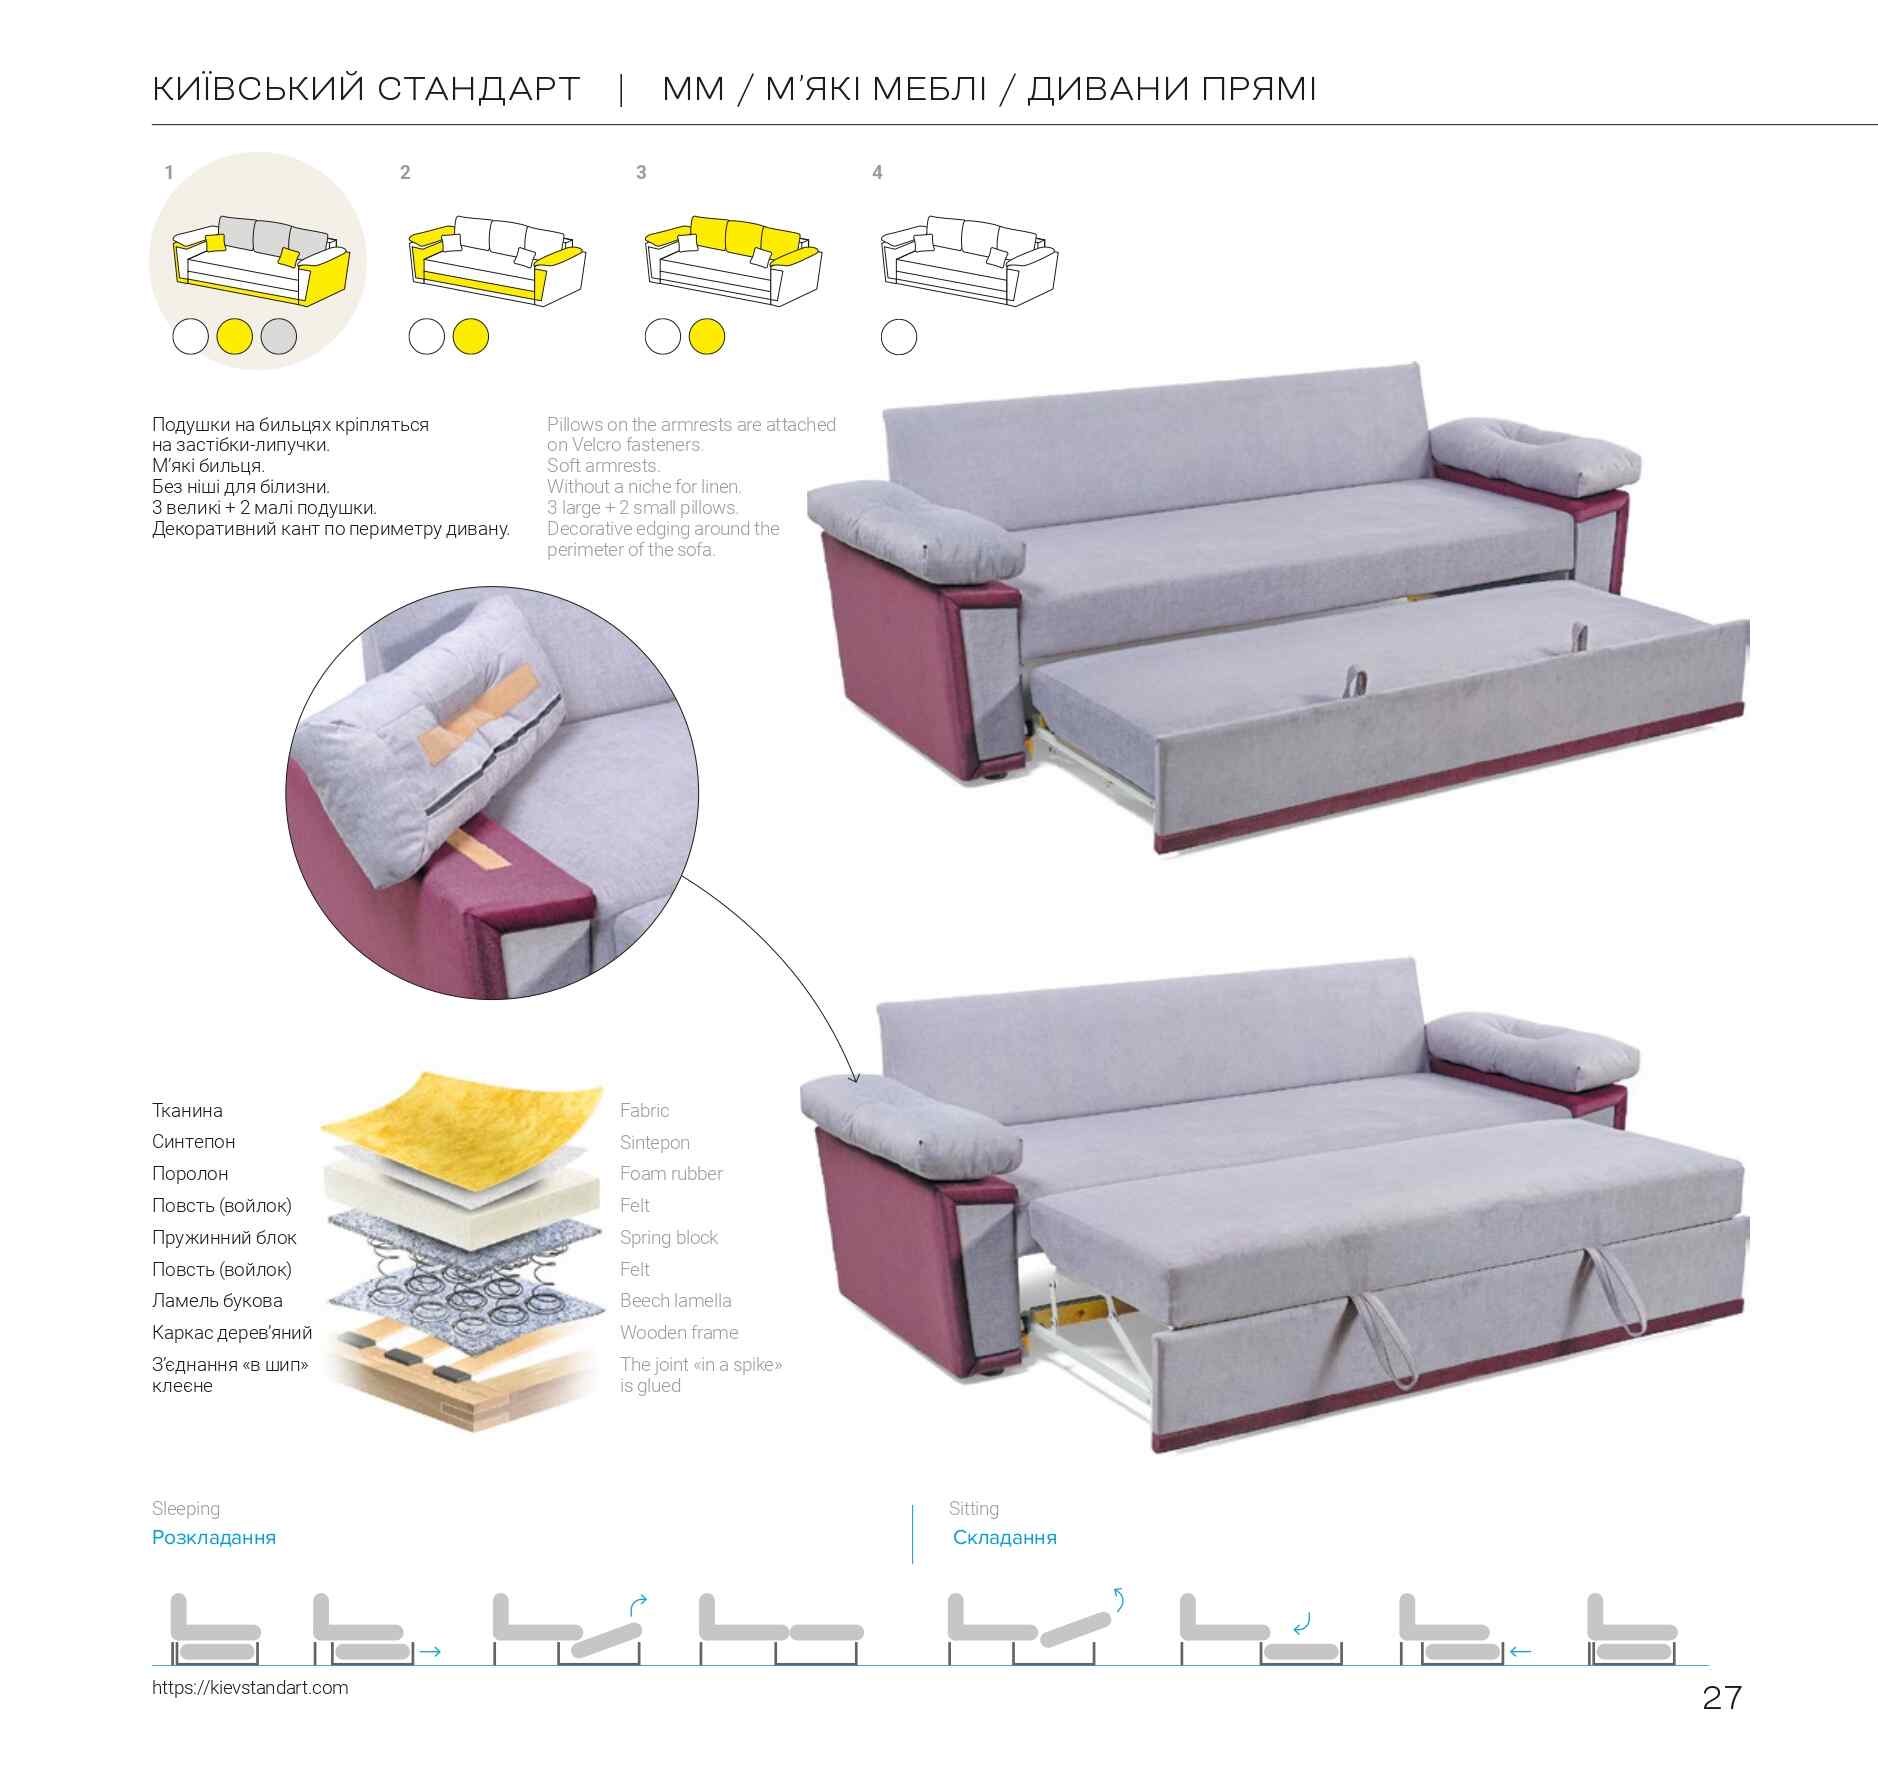 КИЇВСЬКИЙ СТАНДАРТ | ММ / М’ЯКІ МЕБЛІ / ДИВАНИ ПРЯМІ
1
2
3
4
Подушки на бильцях кріпляться
на застібки-липучки.
М’які бильця.
Без ніші для білизни.
3 великі + 2 малі подушки.
Декоративний кант по периметру дивану.
Pillows on the armrests are attached
on Velcro fasteners.
Soft armrests.
Without a niche for linen.
3 large + 2 small pillows.
Decorative edging around the
perimeter of the sofa.
Тканина
Синтепон
Поролон
Повсть (войлок)
Пружинний блок
Повсть (войлок)
Ламель букова
Каркас дерев’яний
З’єднання «в шип»
клеєне
Fabric
Sintepon
Foam rubber
Felt
Spring block
Felt
Beech lamella
Wooden frame
The joint «in a spike»
is glued
Sleeping
Розкладання
Sitting
Складання
https://kievstandart.com
27